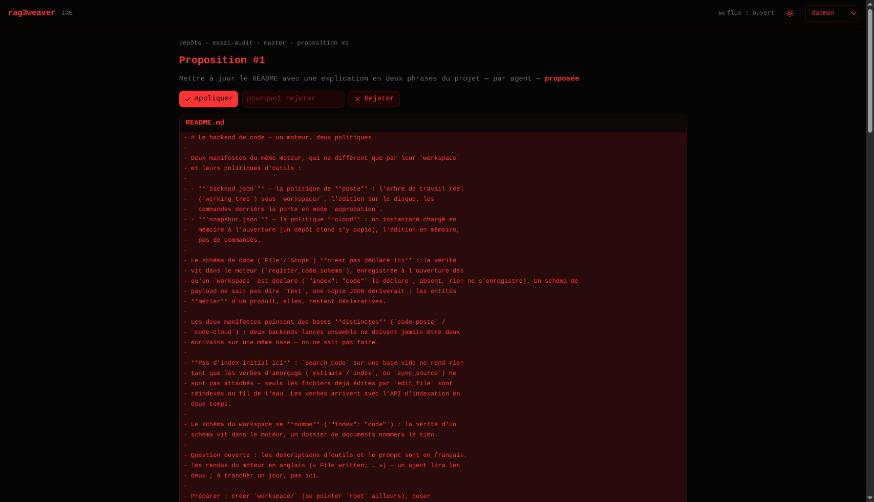 rag3weaver IDE
flux : ouvert
daemon
dépôts · essai-audit · master · proposition #1
Proposition #1
Mettre à jour le README avec une explication en deux phrases du projet — par agent — proposée
Appliquer
pourquoi rejeter
Rejeter
README.md
- # Le backend de code — un moteur, deux politiques
-
- Deux manifestes du même moteur, qui ne diffèrent que par leur `workspace`
- et leurs politiques d'outils :
-
- - **`backend.json`** — la politique de **poste** : l'arbre de travail réel
- (`working_tree`) sous `workspace/`, l'édition sur le disque, les
- commandes derrière la porte en mode `approbation`.
- - **`snapshot.json`** — la politique **cloud** : un instantané chargé en
- mémoire à l'ouverture (un dépôt cloné s'y copie), l'édition en mémoire,
- pas de commandes.
-
- Le schéma de code (`File`/`Scope`) **n'est pas déclaré ici** : la vérité
- vit dans le moteur (`register_code_schema`), enregistrée à l'ouverture dès
- qu'un `workspace` est déclaré (`"index": "code"` le déclare ; absent, rien ne s'enregistre). Un schéma de
- payload ne sait pas dire `Text`, une copie JSON dériverait ; les entités
- **métier** d'un produit, elles, restent déclaratives.
-
- Les deux manifestes pointent des bases **distinctes** (`code-poste` /
- `code-cloud`) : deux backends lancés ensemble ne doivent jamais être deux
- écrivains sur une même base — on ne sait pas faire.
-
- **Pas d'index initial ici** : `search_code` sur une base vide ne rend rien
- tant que les verbes d'amorçage (`estimate`/`index`, ou `sync_source`) ne
- sont pas attachés — seuls les fichiers déjà édités par `edit_file` sont
- réindexés au fil de l'eau. Les verbes arrivent avec l'API d'indexation en
- deux temps.
-
- Le schéma du workspace se **nomme** (`"index": "code"`) : la vérité d'un
- schéma vit dans le moteur, un dossier de documents nommera le sien.
-
- Question ouverte : les descriptions d'outils et le prompt sont en français,
- les rendus du moteur en anglais (« File written; … ») — un agent lira les
- deux ; à trancher un jour, pas ici.
-
- Préparer : créer `workspace/` (ou pointer `root` ailleurs), poser